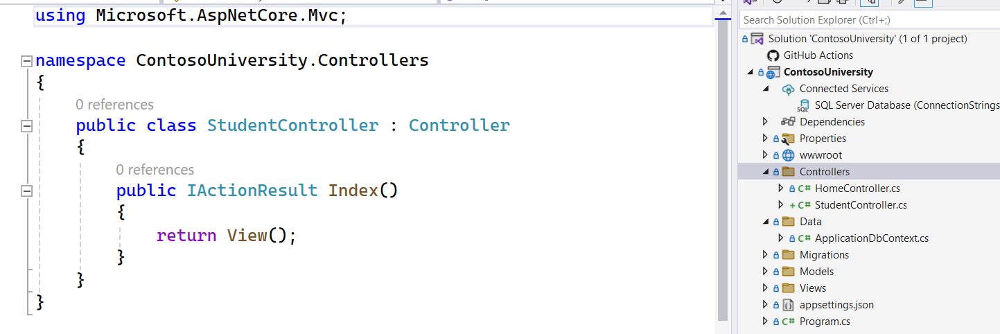 using Microsoft.AspNetCore.Mvc;
namespace ContosoUniversity.Controllers
{
0 references
public class StudentController : Controller
{
0 references
public IActionResult Index()
{
return View();
}
}
}
Search Solution Explorer (Ctrl+;)
Solution 'ContosoUniversity' (1 of 1 project)
GitHub Actions
ContosoUniversity
Connected Services
SQL Server Database (ConnectionStrings
Dependencies
Properties
wwwroot
Controllers
C# HomeController.cs
+ C# StudentController.cs
Data
C# ApplicationDbContext.cs
Migrations
Models
Views
appsettings.json
C# Program.cs